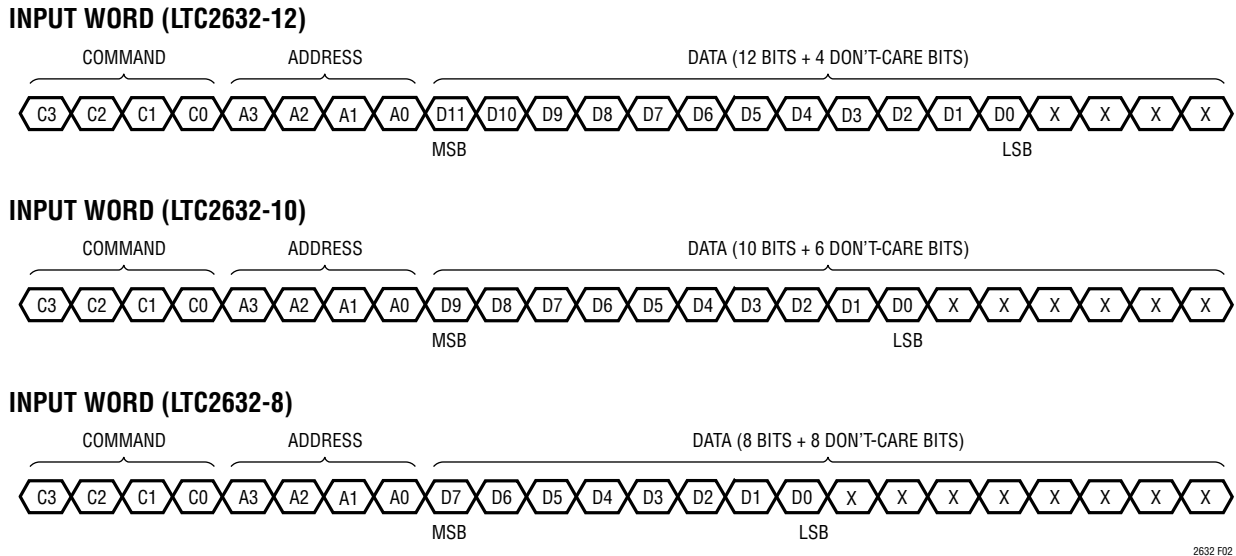 INPUT WORD (LTC2632-12)
COMMAND ADDRESS DATA (12 BITS + 4 DON'T-CARE BITS)
C3 C2 C1 C0 A3 A2 A1 A0 D11 D10 D9 D8 D7 D6 D5 D4 D3 D2 D1 D0 X X X X
MSB LSB
INPUT WORD (LTC2632-10)
COMMAND ADDRESS DATA (10 BITS + 6 DON'T-CARE BITS)
C3 C2 C1 C0 A3 A2 A1 A0 D9 D8 D7 D6 D5 D4 D3 D2 D1 D0 X X X X X X
MSB LSB
INPUT WORD (LTC2632-8)
COMMAND ADDRESS DATA (8 BITS + 8 DON'T-CARE BITS)
C3 C2 C1 C0 A3 A2 A1 A0 D7 D6 D5 D4 D3 D2 D1 D0 X X X X X X X X
MSB LSB
2632 F02